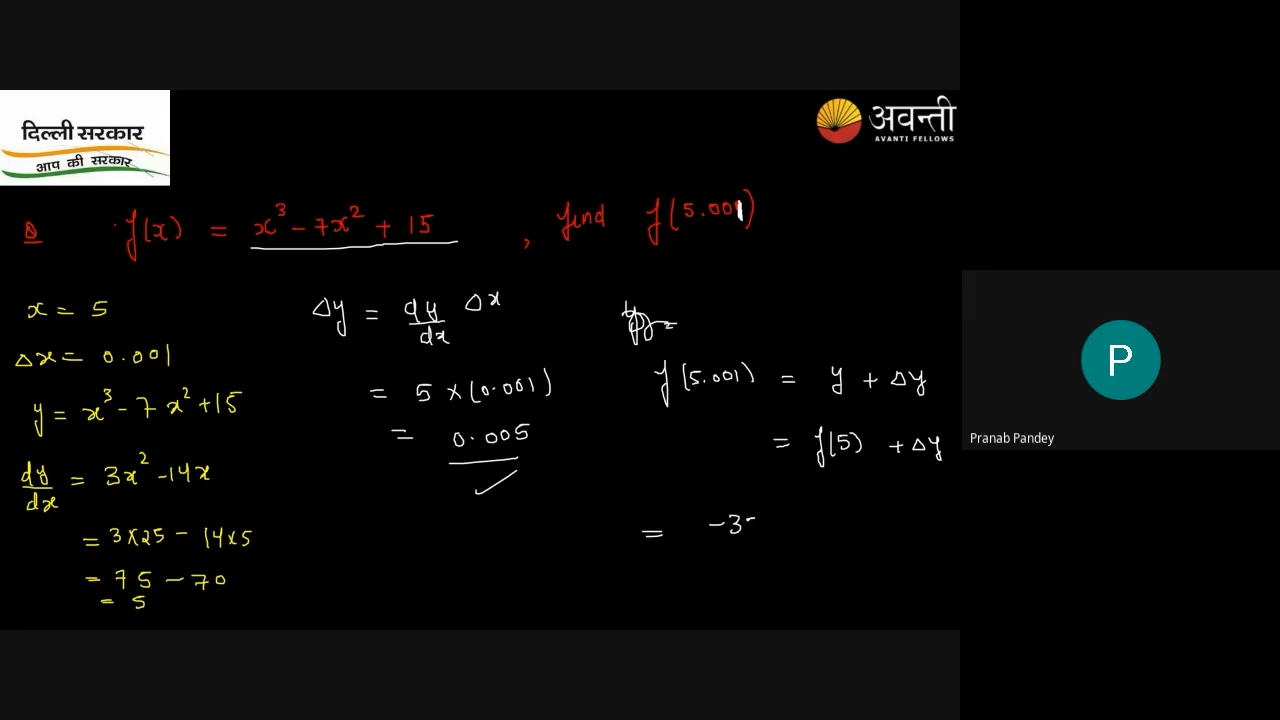 दिल्ली सरकार
आप की सरकार
अवन्ती
AVANTI FELLOWS
Q f(x) = x³ - 7x² + 15 , find f(5.001)
x = 5
Δx = 0.001
y = x³ - 7x² + 15
dy/dx = 3x² - 14x
= 3×25 - 14×5
= 75 - 70
= 5
Δy = dy/dx Δx
= 5 × (0.001)
= 0.005
f(5.001) = y + Δy
= f(5) + Δy
= -3
P
Pranab Pandey